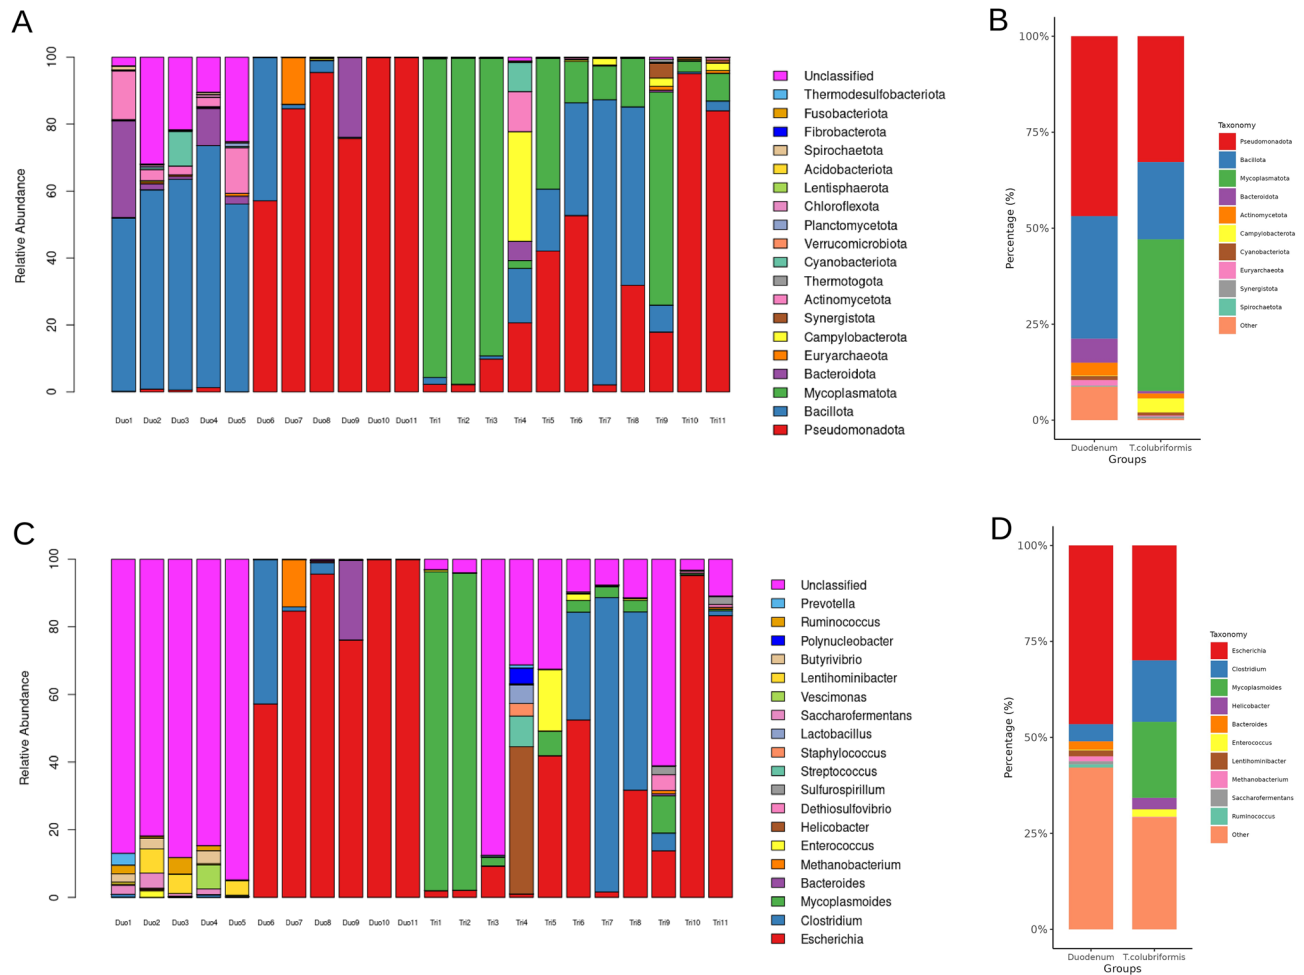 A
Relative Abundance
100
80
60
40
20
0
Duo1 Duo2 Duo3 Duo4 Duo5 Duo6 Duo7 Duo8 Duo9 Duo10 Duo11 Tri1 Tri2 Tri3 Tri4 Tri5 Tri6 Tri7 Tri8 Tri9 Tri10 Tri11
Unclassified
Thermodesulfobacteriota
Fusobacteriota
Fibrobacterota
Spirochaetota
Acidobacteriota
Lentisphaerota
Chloroflexota
Planctomycetota
Verrucomicrobiota
Cyanobacteriota
Thermotogota
Actinomycetota
Synergistota
Campylobacterota
Euryarchaeota
Bacteroidota
Mycoplasmatota
Bacillota
Pseudomonadota
B
Percentage (%)
100%
75%
50%
25%
0%
Duodenum T.colubriformis
Groups
Taxonomy
Pseudomonadota
Bacillota
Mycoplasmatota
Bacteroidota
Actinomycetota
Campylobacterota
Cyanobacteriota
Euryarchaeota
Synergistota
Spirochaetota
Other
C
Relative Abundance
100
80
60
40
20
0
Duo1 Duo2 Duo3 Duo4 Duo5 Duo6 Duo7 Duo8 Duo9 Duo10 Duo11 Tri1 Tri2 Tri3 Tri4 Tri5 Tri6 Tri7 Tri8 Tri9 Tri10 Tri11
Unclassified
Prevotella
Ruminococcus
Polynucleobacter
Butyrivibrio
Lentihominibacter
Vescimonas
Saccharofermentans
Lactobacillus
Staphylococcus
Streptococcus
Sulfurospirillum
Dethiosulfovibrio
Helicobacter
Enterococcus
Methanobacterium
Bacteroides
Mycoplasmoides
Clostridium
Escherichia
D
Percentage (%)
100%
75%
50%
25%
0%
Duodenum T.colubriformis
Groups
Taxonomy
Escherichia
Clostridium
Mycoplasmoides
Helicobacter
Bacteroides
Enterococcus
Lentihominibacter
Methanobacterium
Saccharofermentans
Ruminococcus
Other